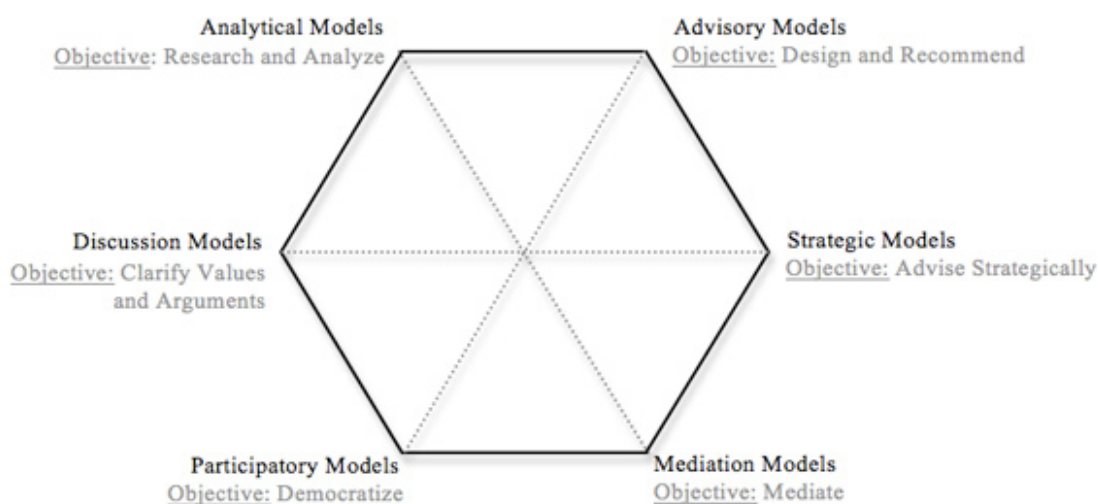 Analytical Models
Objective: Research and Analyze
Advisory Models
Objective: Design and Recommend
Discussion Models
Objective: Clarify Values
and Arguments
Strategic Models
Objective: Advise Strategically
Participatory Models
Objective: Democratize
Mediation Models
Objective: Mediate